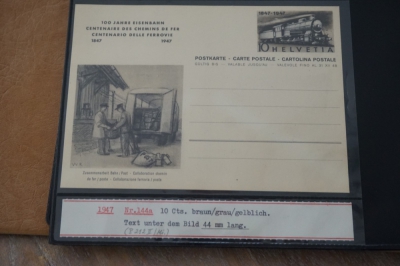 100 JAHRE EISENBAHN
CENTENAIRE DES CHEMINS DE FER
CENTENARIO DELLE FERROVIE
1847 1947
1847-1947
10 HELVETIA
POSTKARTE - CARTE POSTALE - CARTOLINA POSTALE
1947 Nr.144a 10 Cts. braun/grau/gelblich.
Text unter dem Bild 44 mm lang.